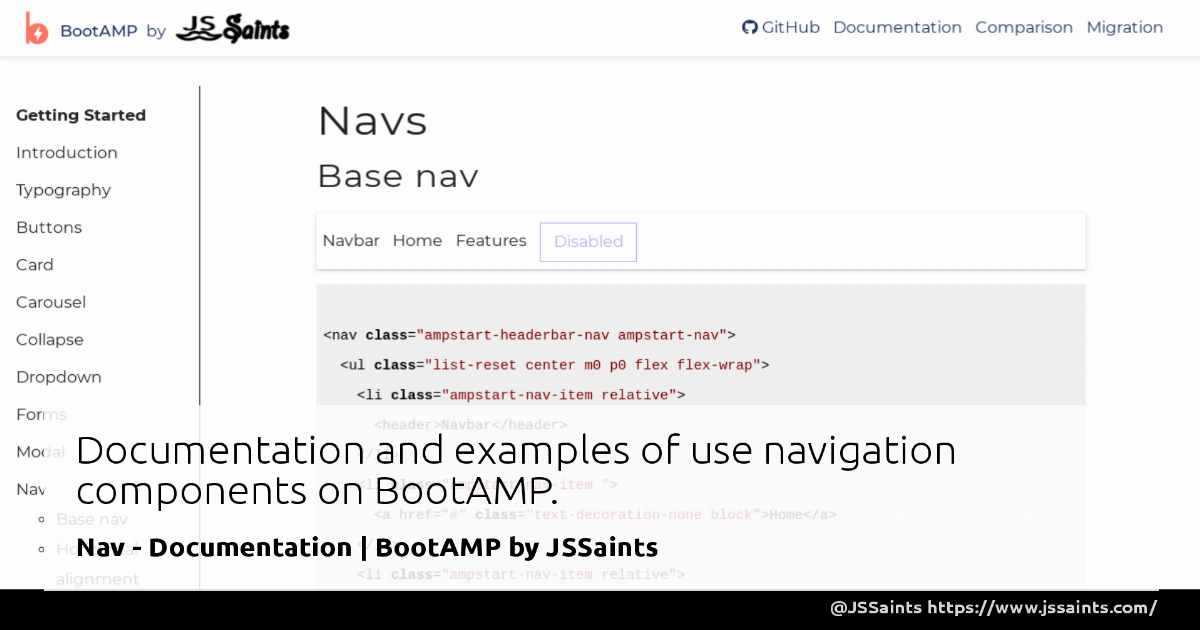 BootAMP by JS Saints
GitHub Documentation Comparison Migration
Getting Started
Introduction
Typography
Buttons
Card
Carousel
Collapse
Dropdown
Forms
Modal
Nav
Base nav
alignment
Navs
Base nav
Navbar Home Features Disabled
<nav class="ampstart-headerbar-nav ampstart-nav">
<ul class="list-reset center m0 p0 flex flex-wrap">
<li class="ampstart-nav-item relative">
<header>Navbar</header>
<a href="#" class="text-decoration-none block">Home</a>
<li class="ampstart-nav-item relative">
Documentation and examples of use navigation
components on BootAMP.
Nav - Documentation | BootAMP by JSSaints
@JSSaints https://www.jssaints.com/